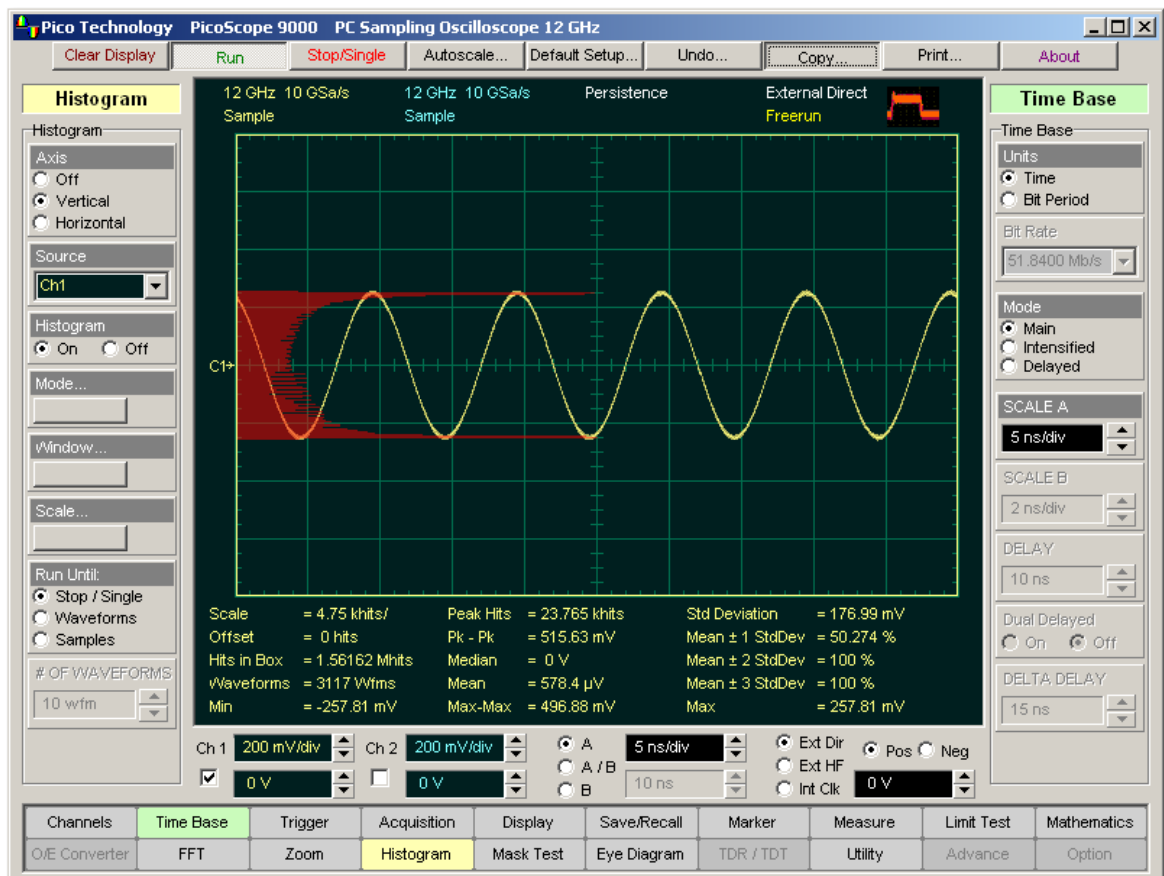 Pico Technology PicoScope 9000 PC Sampling Oscilloscope 12 GHz
Clear Display Run Stop/Single Autoscale... Default Setup... Undo... Copy... Print... About
Histogram
Histogram
Axis
Off
Vertical
Horizontal
Source
Ch1
Histogram
On Off
Mode...
Window...
Scale...
Run Until:
Stop / Single
Waveforms
Samples
# OF WAVEFORMS
10 wfm
12 GHz 10 GSa/s 12 GHz 10 GSa/s Persistence External Direct
Sample Sample Freerun
C1
Scale = 4.75 khits/ Peak Hits = 23.765 khits Std Deviation = 176.99 mV
Offset = 0 hits Pk - Pk = 515.63 mV Mean ± 1 StdDev = 50.274 %
Hits in Box = 1.56162 Mhits Median = 0 V Mean ± 2 StdDev = 100 %
Waveforms = 3117 Wfms Mean = 578.4 µV Mean ± 3 StdDev = 100 %
Min = -257.81 mV Max-Max = 496.88 mV Max = 257.81 mV
Ch 1 200 mV/div Ch 2 200 mV/div A 5 ns/div Ext Dir Pos Neg
A / B Ext HF
0 V 0 V B 10 ns Int Clk 0 V
Time Base
Time Base
Units
Time
Bit Period
Bit Rate
51.8400 Mb/s
Mode
Main
Intensified
Delayed
SCALE A
5 ns/div
SCALE B
2 ns/div
DELAY
10 ns
Dual Delayed
On Off
DELTA DELAY
15 ns
Channels Time Base Trigger Acquisition Display Save/Recall Marker Measure Limit Test Mathematics
O/E Converter FFT Zoom Histogram Mask Test Eye Diagram TDR / TDT Utility Advance Option